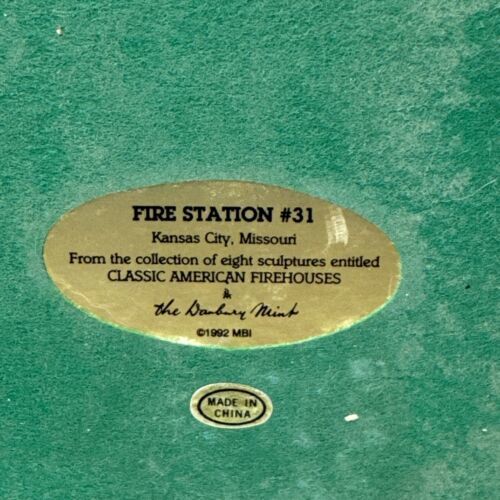 FIRE STATION #31
Kansas City, Missouri
From the collection of eight sculptures entitled
CLASSIC AMERICAN FIREHOUSES
&
the Danbury Mint
©1992 MBI
MADE IN
CHINA